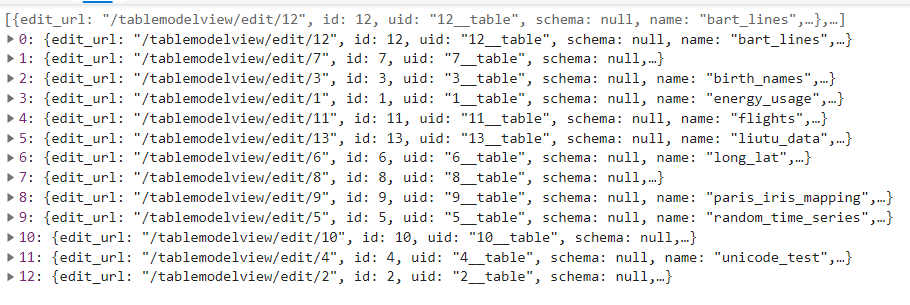 [{edit_url: "/tablemodelview/edit/12", id: 12, uid: "12__table", schema: null, name: "bart_lines",…},…]
0: {edit_url: "/tablemodelview/edit/12", id: 12, uid: "12__table", schema: null, name: "bart_lines",…}
1: {edit_url: "/tablemodelview/edit/7", id: 7, uid: "7__table", schema: null,…}
2: {edit_url: "/tablemodelview/edit/3", id: 3, uid: "3__table", schema: null, name: "birth_names",…}
3: {edit_url: "/tablemodelview/edit/1", id: 1, uid: "1__table", schema: null, name: "energy_usage",…}
4: {edit_url: "/tablemodelview/edit/11", id: 11, uid: "11__table", schema: null, name: "flights",…}
5: {edit_url: "/tablemodelview/edit/13", id: 13, uid: "13__table", schema: null, name: "liutu_data",…}
6: {edit_url: "/tablemodelview/edit/6", id: 6, uid: "6__table", schema: null, name: "long_lat",…}
7: {edit_url: "/tablemodelview/edit/8", id: 8, uid: "8__table", schema: null,…}
8: {edit_url: "/tablemodelview/edit/9", id: 9, uid: "9__table", schema: null, name: "paris_iris_mapping",…}
9: {edit_url: "/tablemodelview/edit/5", id: 5, uid: "5__table", schema: null, name: "random_time_series",…}
10: {edit_url: "/tablemodelview/edit/10", id: 10, uid: "10__table", schema: null,…}
11: {edit_url: "/tablemodelview/edit/4", id: 4, uid: "4__table", schema: null, name: "unicode_test",…}
12: {edit_url: "/tablemodelview/edit/2", id: 2, uid: "2__table", schema: null,…}